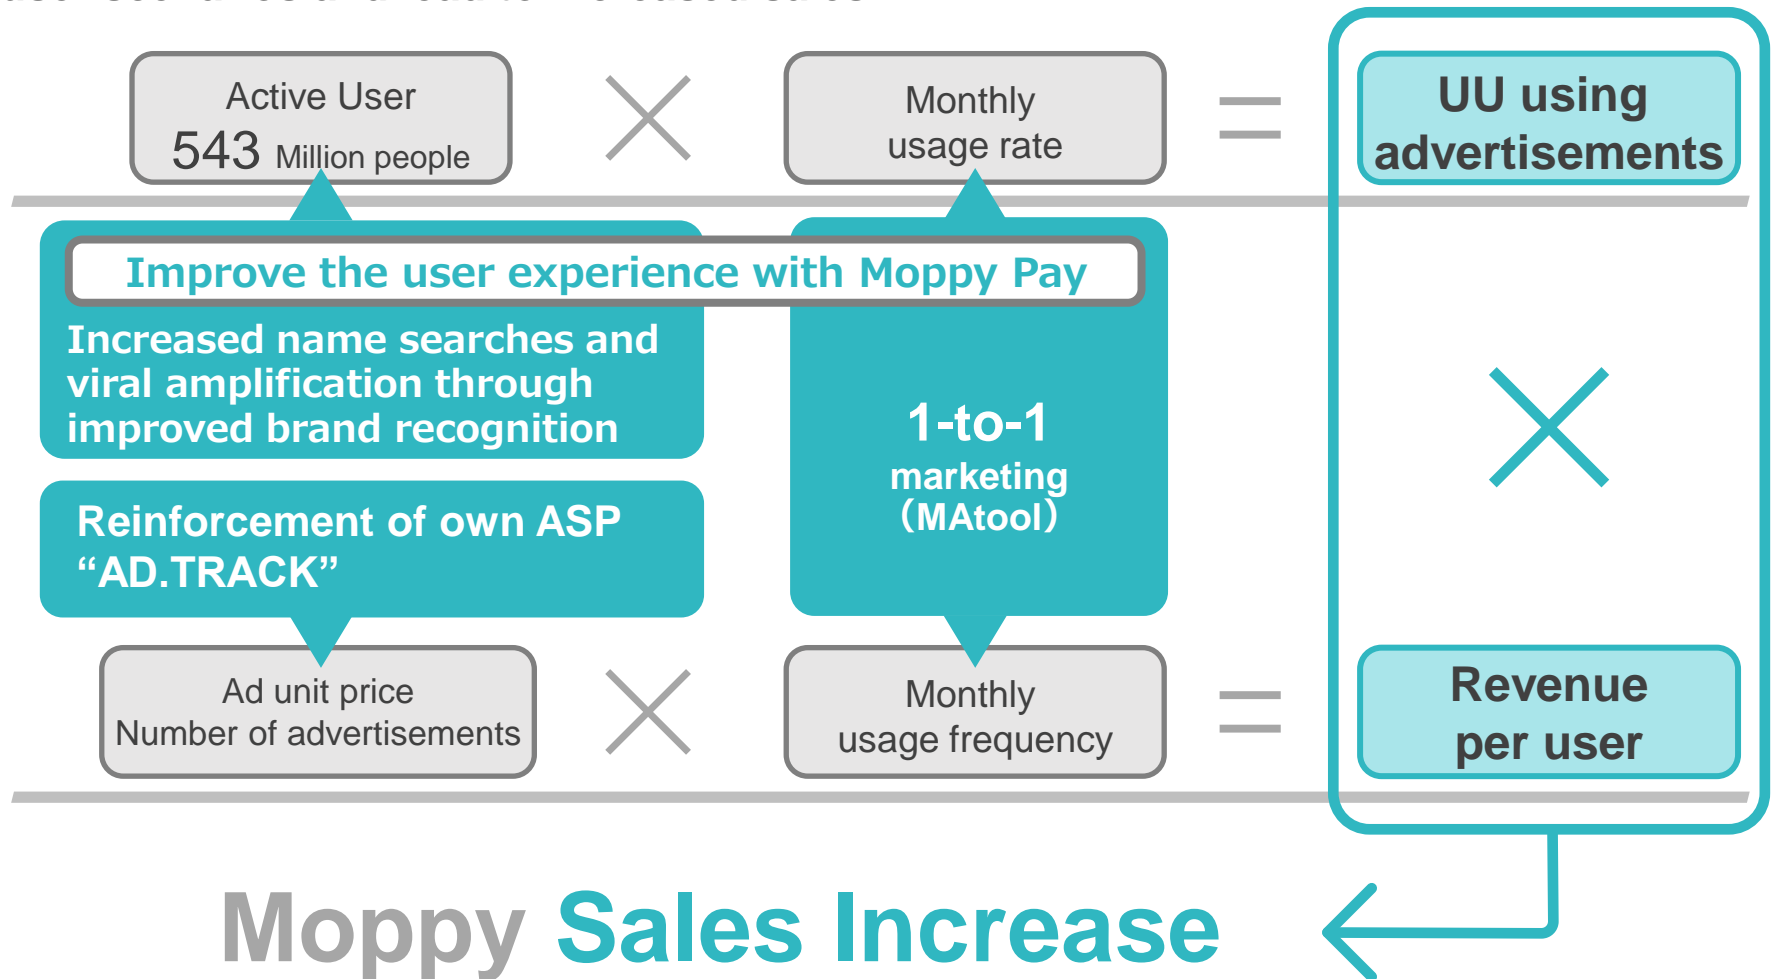 Active User
543 Million people
Monthly
usage rate
UU using
advertisements
Improve the user experience with Moppy Pay
Increased name searches and
viral amplification through
improved brand recognition
1-to-1
marketing
（MAtool）
Reinforcement of own ASP
“AD.TRACK”
Ad unit price
Number of advertisements
Monthly
usage frequency
Revenue
per user
Moppy Sales Increase